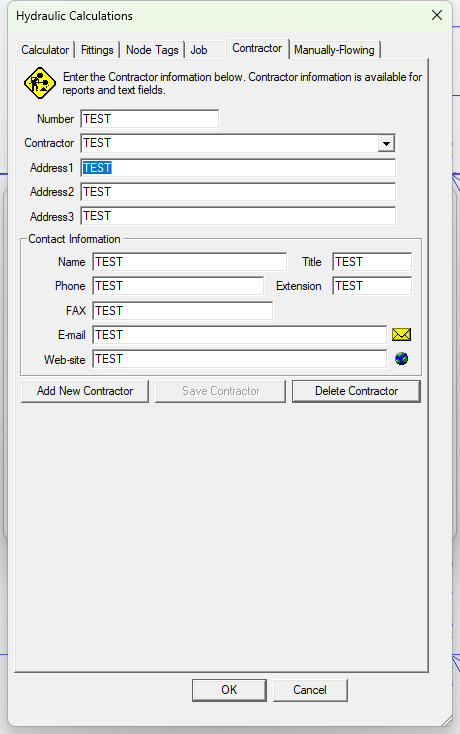 Hydraulic Calculations
Calculator Fittings Node Tags Job Contractor Manually-Flowing
Enter the Contractor information below. Contractor information is available for
reports and text fields.
Number TEST
Contractor TEST
Address1 TEST
Address2 TEST
Address3 TEST
Contact Information
Name TEST Title TEST
Phone TEST Extension TEST
FAX TEST
E-mail TEST
Web-site TEST
Add New Contractor Save Contractor Delete Contractor
OK Cancel